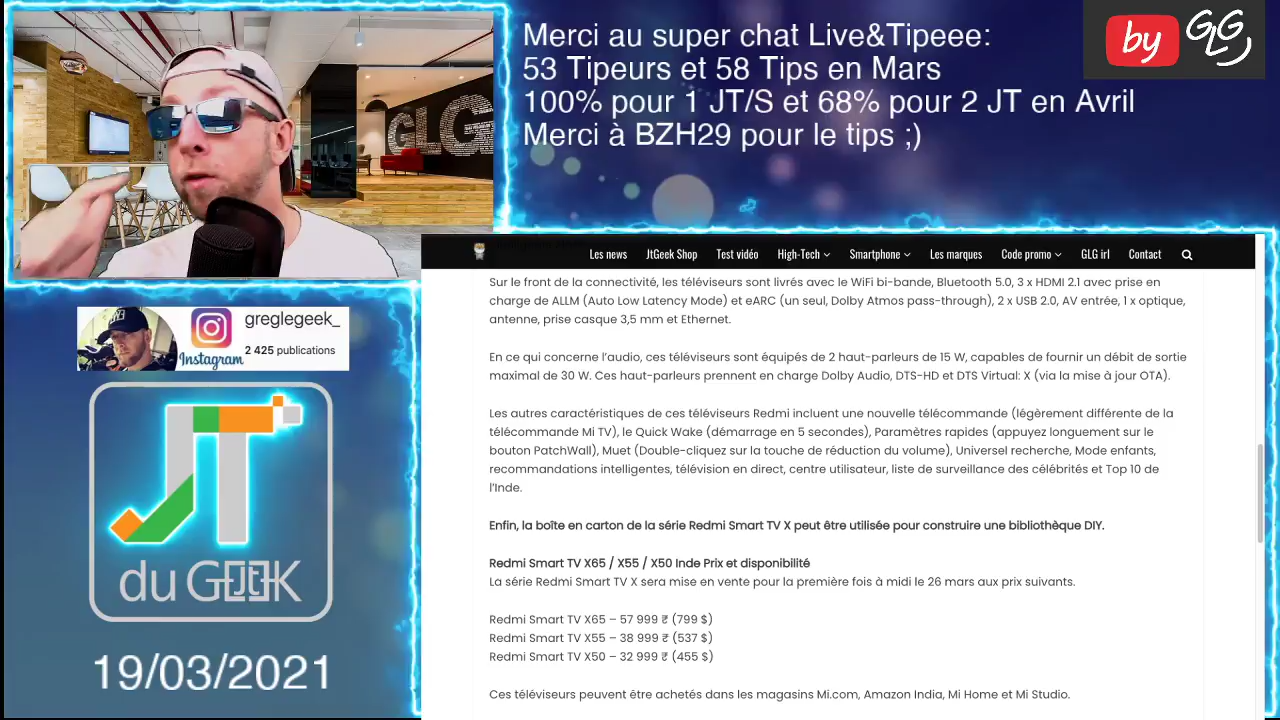 Merci au super chat Live&Tipeee:
53 Tipeurs et 58 Tips en Mars
100% pour 1 JT/S et 68% pour 2 JT en Avril
Merci à BZH29 pour le tips ;)
by GLG
GLG
greglegeek_
2 425 publications
Instagram
JT
du GEEK
19/03/2021
Les news JtGeek Shop Test vidéo High-Tech Smartphone Les marques Code promo GLG irl Contact
Sur le front de la connectivité, les téléviseurs sont livrés avec le WiFi bi-bande, Bluetooth 5.0, 3 x HDMI 2.1 avec prise en
charge de ALLM (Auto Low Latency Mode) et eARC (un seul, Dolby Atmos pass-through), 2 x USB 2.0, AV entrée, 1 x optique,
antenne, prise casque 3,5 mm et Ethernet.
En ce qui concerne l'audio, ces téléviseurs sont équipés de 2 haut-parleurs de 15 W, capables de fournir un débit de sortie
maximal de 30 W. Ces haut-parleurs prennent en charge Dolby Audio, DTS-HD et DTS Virtual: X (via la mise à jour OTA).
Les autres caractéristiques de ces téléviseurs Redmi incluent une nouvelle télécommande (légèrement différente de la
télécommande Mi TV), le Quick Wake (démarrage en 5 secondes), Paramètres rapides (appuyez longuement sur le
bouton PatchWall), Muet (Double-cliquez sur la touche de réduction du volume), Universel recherche, Mode enfants,
recommandations intelligentes, télévision en direct, centre utilisateur, liste de surveillance des célébrités et Top 10 de
l'Inde.
Enfin, la boîte en carton de la série Redmi Smart TV X peut être utilisée pour construire une bibliothèque DIY.
Redmi Smart TV X65 / X55 / X50 Inde Prix et disponibilité
La série Redmi Smart TV X sera mise en vente pour la première fois à midi le 26 mars aux prix suivants.
Redmi Smart TV X65 – 57 999 ₹ (799 $)
Redmi Smart TV X55 – 38 999 ₹ (537 $)
Redmi Smart TV X50 – 32 999 ₹ (455 $)
Ces téléviseurs peuvent être achetés dans les magasins Mi.com, Amazon India, Mi Home et Mi Studio.